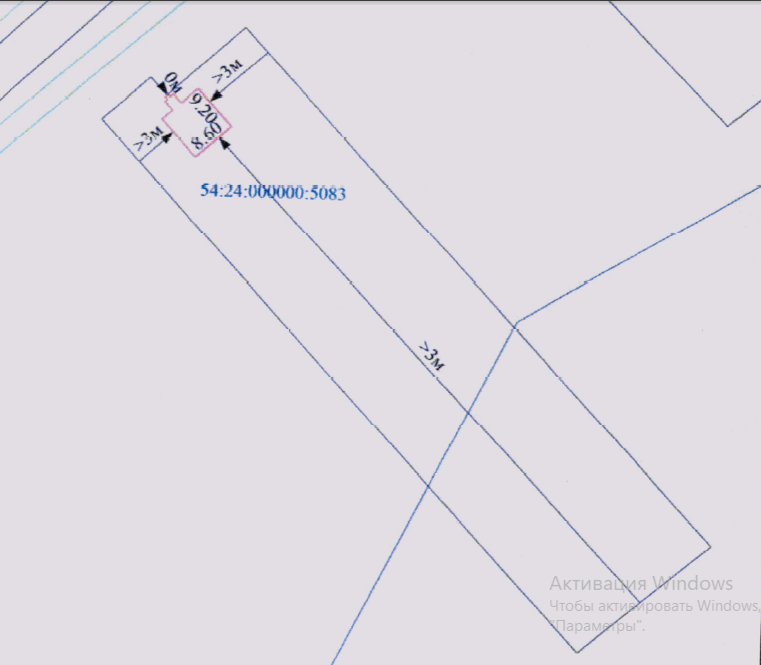 0м
>3м
9.20
8.60
>3м
54:24:000000:5083
>3м
Активация Windows
Чтобы активировать Windows,
"Параметры".